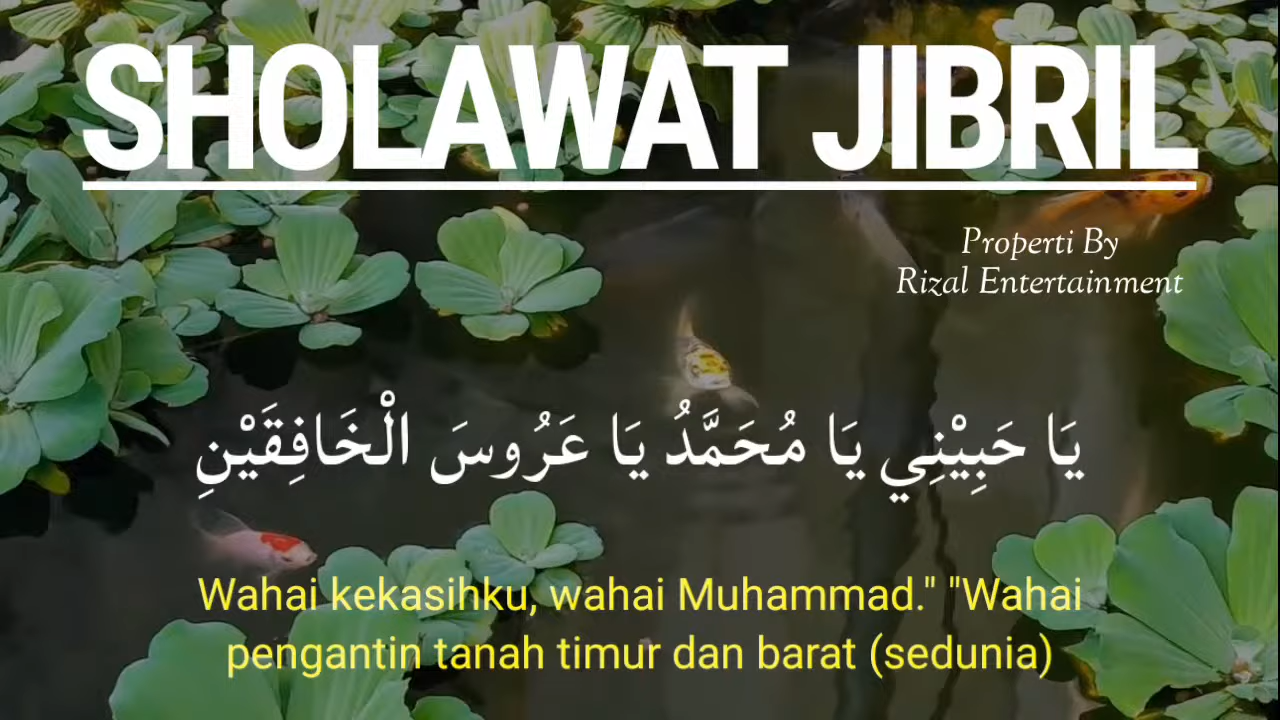 SHOLAWAT JIBRIL
Properti By
Rizal Entertainment
يَا حَبِيْنِي يَا مُحَمَّدُ يَا عَرُوسَ الْخَافِقَيْنِ
Wahai kekasihku, wahai Muhammad." "Wahai
pengantin tanah timur dan barat (sedunia)